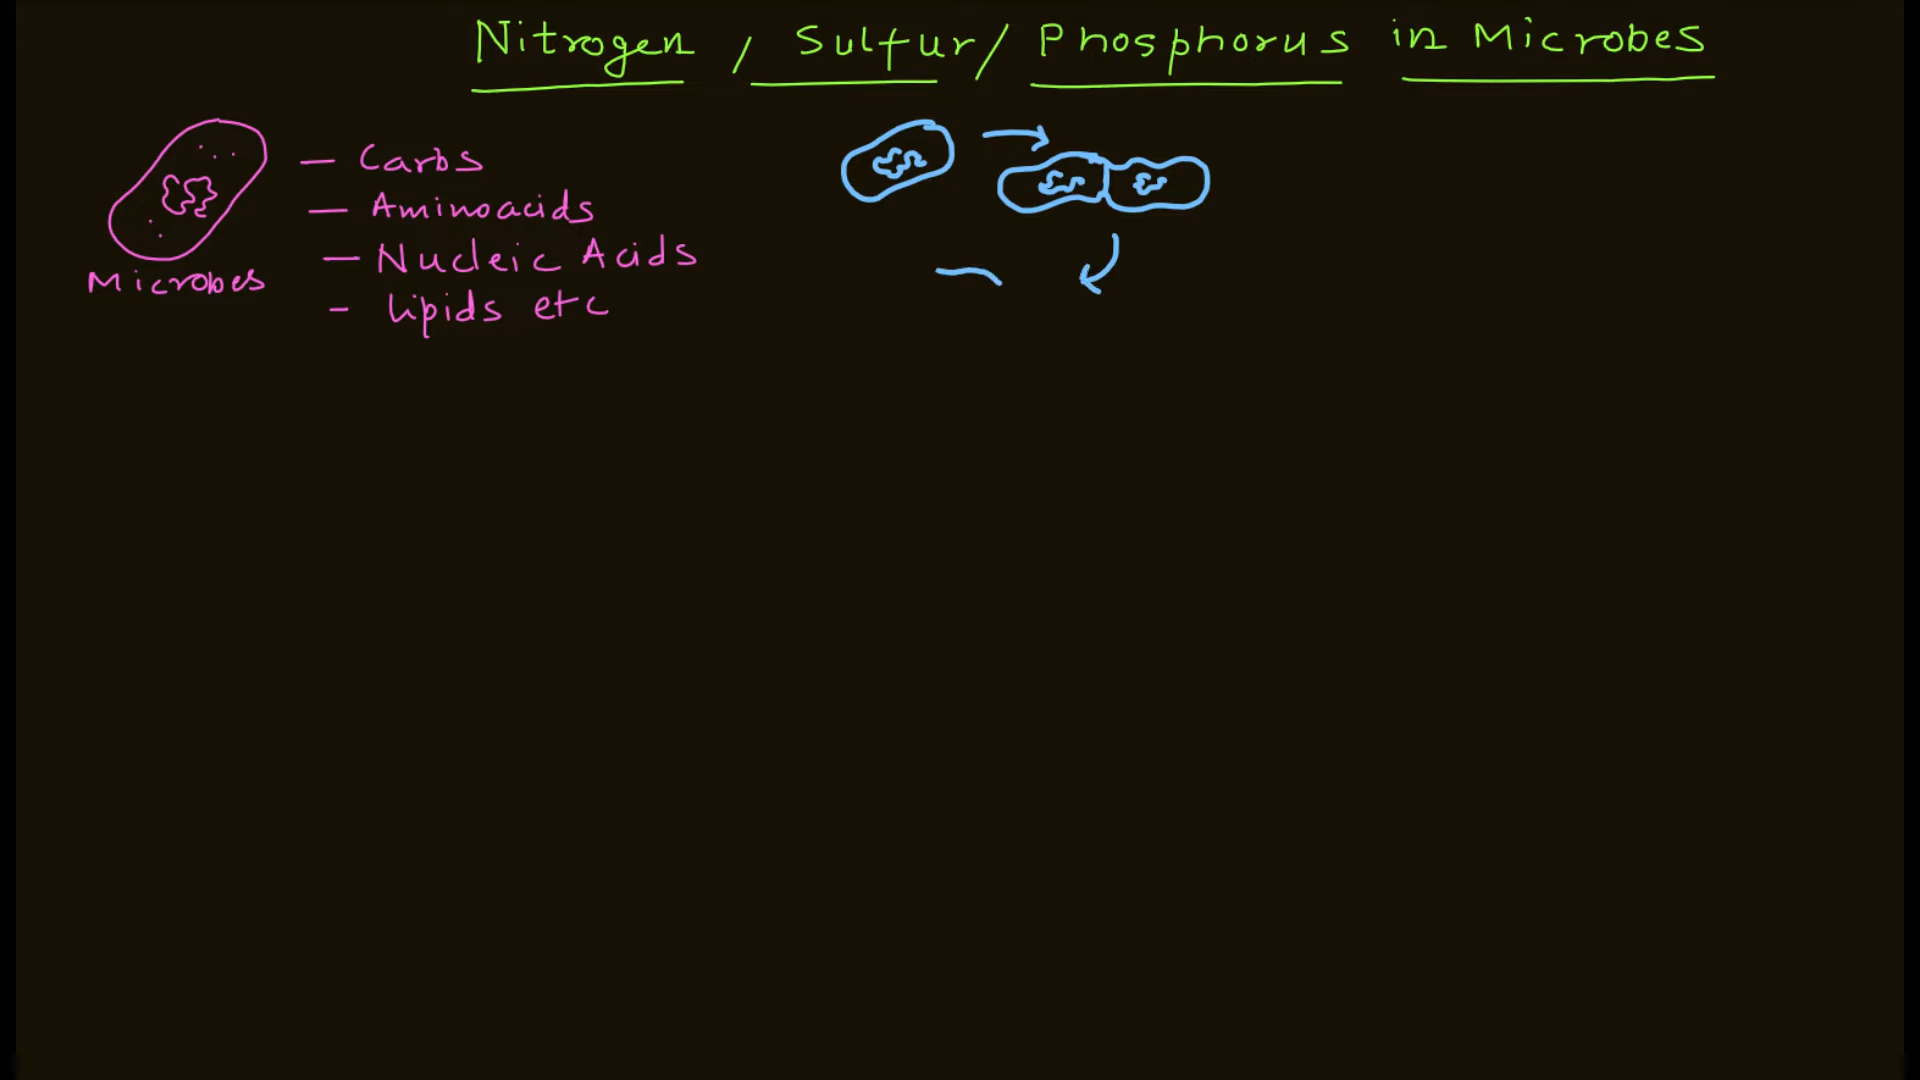 Nitrogen, Sulfur/Phosphorus in Microbes
— Carbs
— Aminoacids
— Nucleic Acids
- Lipids etc
Microbes